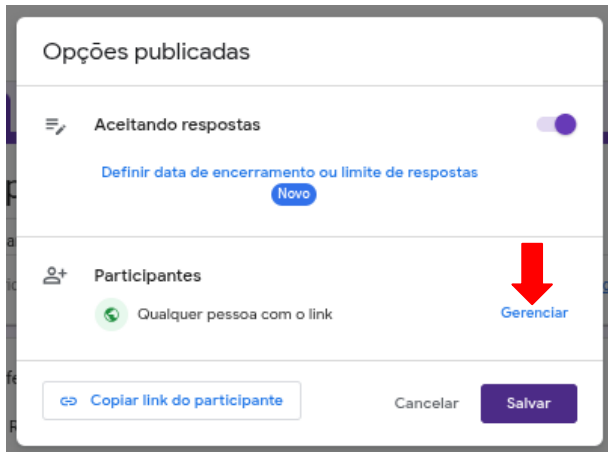 Opções publicadas
Aceitando respostas
Definir data de encerramento ou limite de respostas
Novo
Participantes
Qualquer pessoa com o link
Gerenciar
Copiar link do participante
Cancelar
Salvar